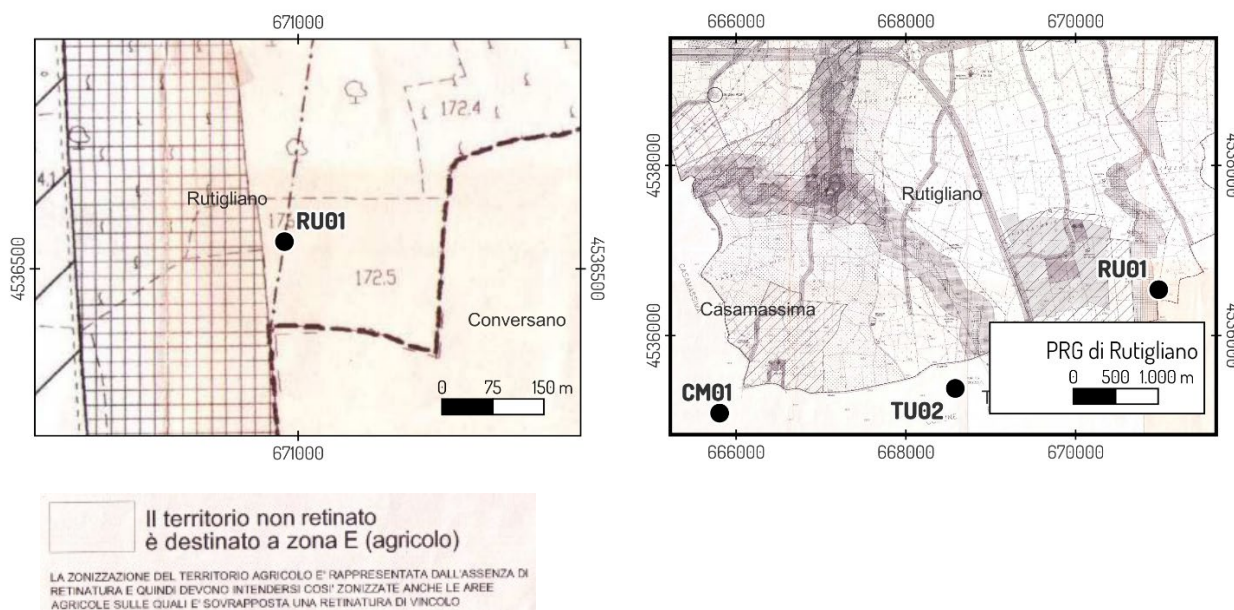 671000
172.4
Rutigliano
RU01
172.5
4536500
4536500
Conversano
0 75 150 m
671000
666000 668000 670000
4538000
4538000
Rutigliano
RU01
Casamassima
4536000
4536000
PRG di Rutigliano
0 500 1.000 m
CM01
TU02
T
666000 668000 670000
Il territorio non retinato
è destinato a zona E (agricolo)
LA ZONIZZAZIONE DEL TERRITORIO AGRICOLO E' RAPPRESENTATA DALL'ASSENZA DI
RETINATURA E QUINDI DEVONO INTENDERSI COSI' ZONIZZATE ANCHE LE AREE
AGRICOLE SULLE QUALI E' SOVRAPPOSTA UNA RETINATURA DI VINCOLO